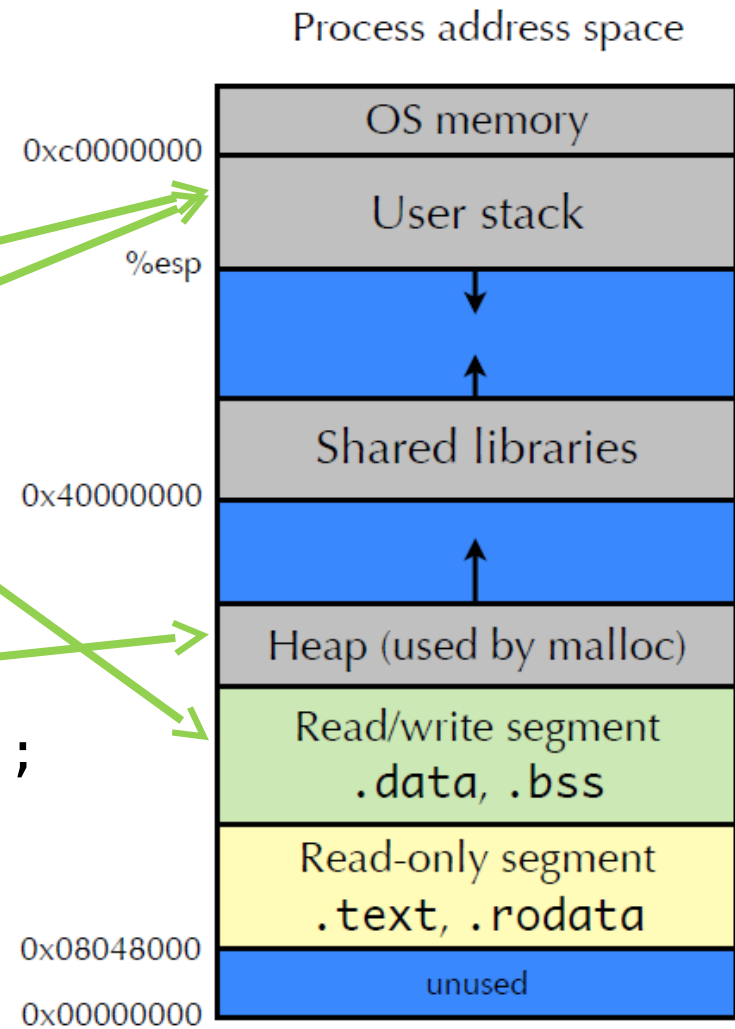 Process address space
OS memory
0xc0000000
User stack
%esp
Shared libraries
0x40000000
Heap (used by malloc)
Read/write segment
;
.data, .bss
Read-only segment
.text, .rodata
0x08048000
unused
0x00000000